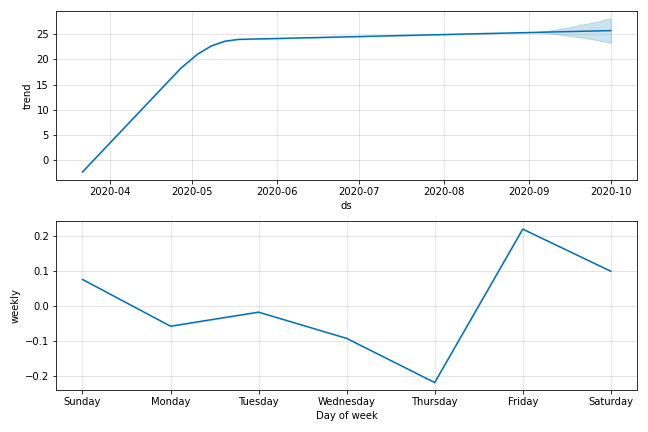 25
20
15
10
5
0
trend
2020-04 2020-05 2020-06 2020-07 2020-08 2020-09 2020-10
ds
0.2
0.1
0.0
−0.1
−0.2
weekly
Sunday Monday Tuesday Wednesday Thursday Friday Saturday
Day of week